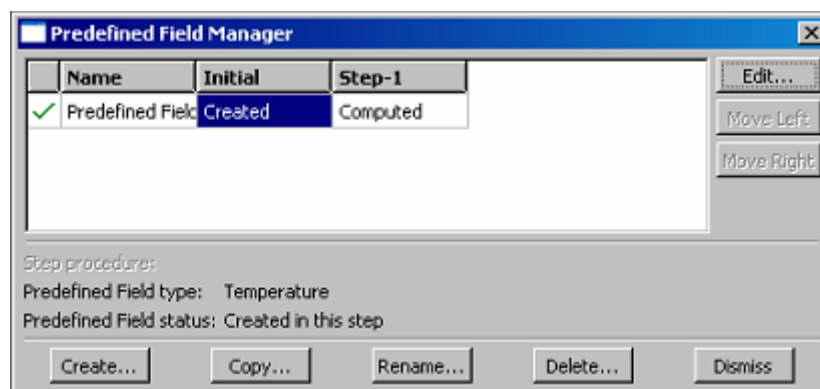 Predefined Field Manager
Name Initial Step-1
Predefined Field Created Computed
Edit...
Move Left
Move Right
Step procedure:
Predefined Field type: Temperature
Predefined Field status: Created in this step
Create... Copy... Rename... Delete... Dismiss